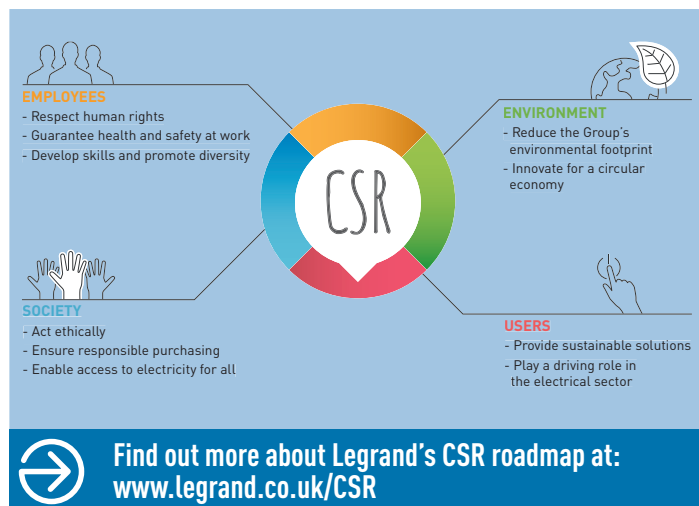 EMPLOYEES
- Respect human rights
- Guarantee health and safety at work
- Develop skills and promote diversity
ENVIRONMENT
- Reduce the Group's
environmental footprint
- Innovate for a circular
economy
CSR
SOCIETY
- Act ethically
- Ensure responsible purchasing
- Enable access to electricity for all
USERS
- Provide sustainable solutions
- Play a driving role in
the electrical sector
Find out more about Legrand's CSR roadmap at:
www.legrand.co.uk/CSR